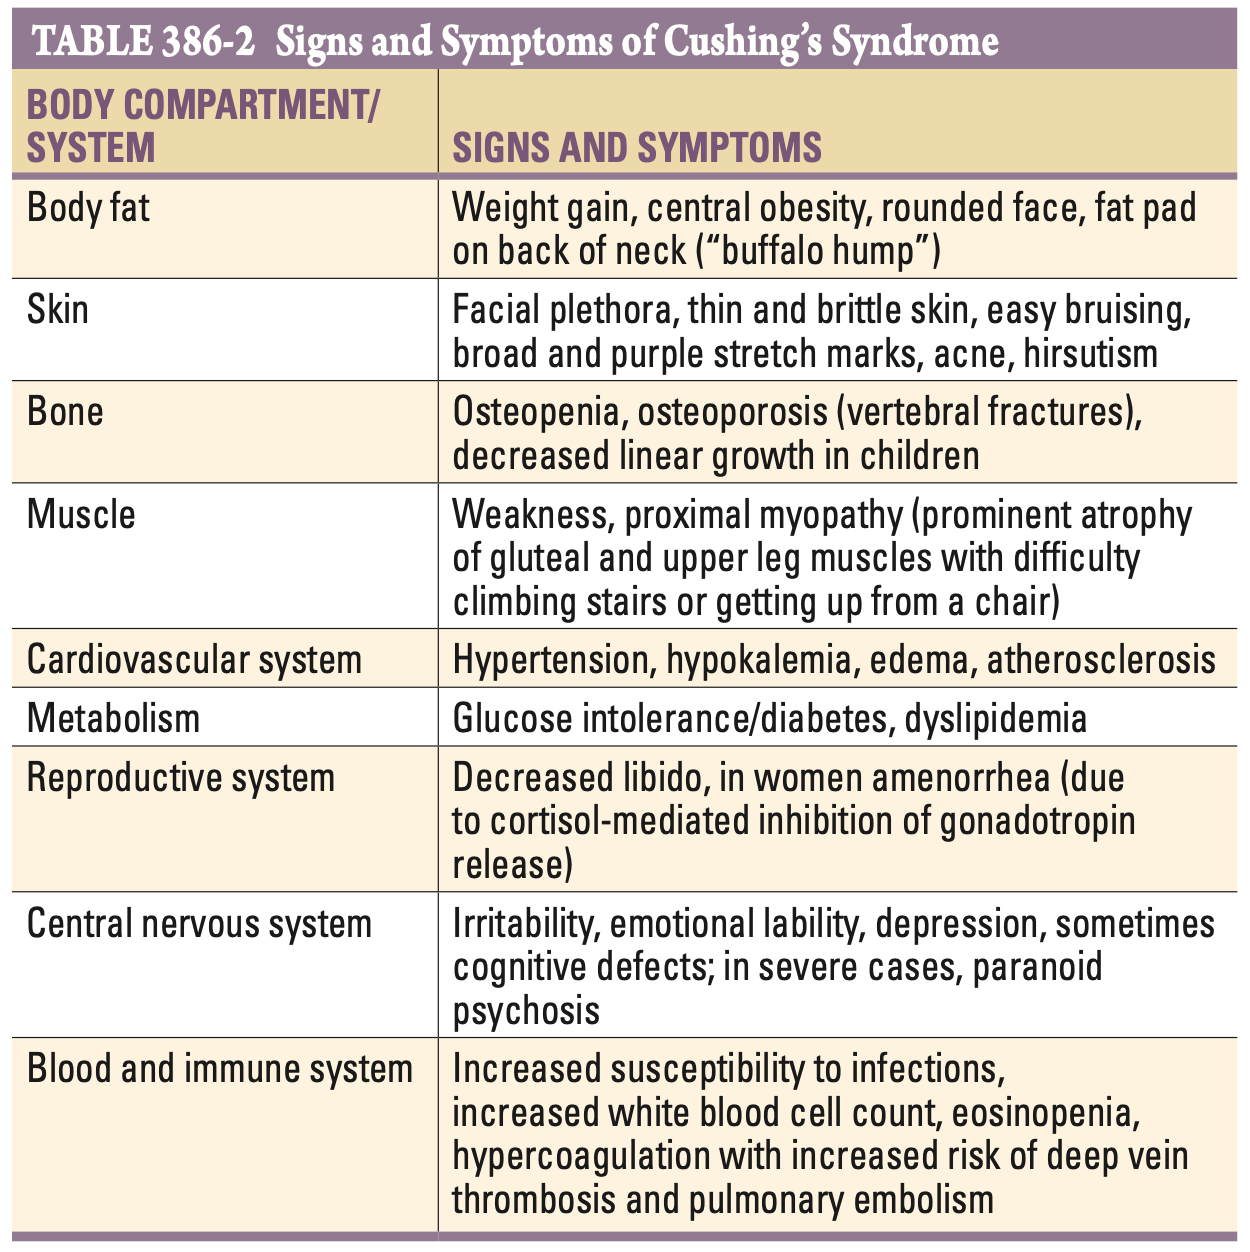 TABLE 386-2 Signs and Symptoms of Cushing’s Syndrome
BODY COMPARTMENT/
SYSTEM
SIGNS AND SYMPTOMS
Body fat
Weight gain, central obesity, rounded face, fat pad
on back of neck (“buffalo hump”)
Skin
Facial plethora, thin and brittle skin, easy bruising,
broad and purple stretch marks, acne, hirsutism
Bone
Osteopenia, osteoporosis (vertebral fractures),
decreased linear growth in children
Muscle
Weakness, proximal myopathy (prominent atrophy
of gluteal and upper leg muscles with difficulty
climbing stairs or getting up from a chair)
Cardiovascular system
Hypertension, hypokalemia, edema, atherosclerosis
Metabolism
Glucose intolerance/diabetes, dyslipidemia
Reproductive system
Decreased libido, in women amenorrhea (due
to cortisol-mediated inhibition of gonadotropin
release)
Central nervous system
Irritability, emotional lability, depression, sometimes
cognitive defects; in severe cases, paranoid
psychosis
Blood and immune system
Increased susceptibility to infections,
increased white blood cell count, eosinopenia,
hypercoagulation with increased risk of deep vein
thrombosis and pulmonary embolism